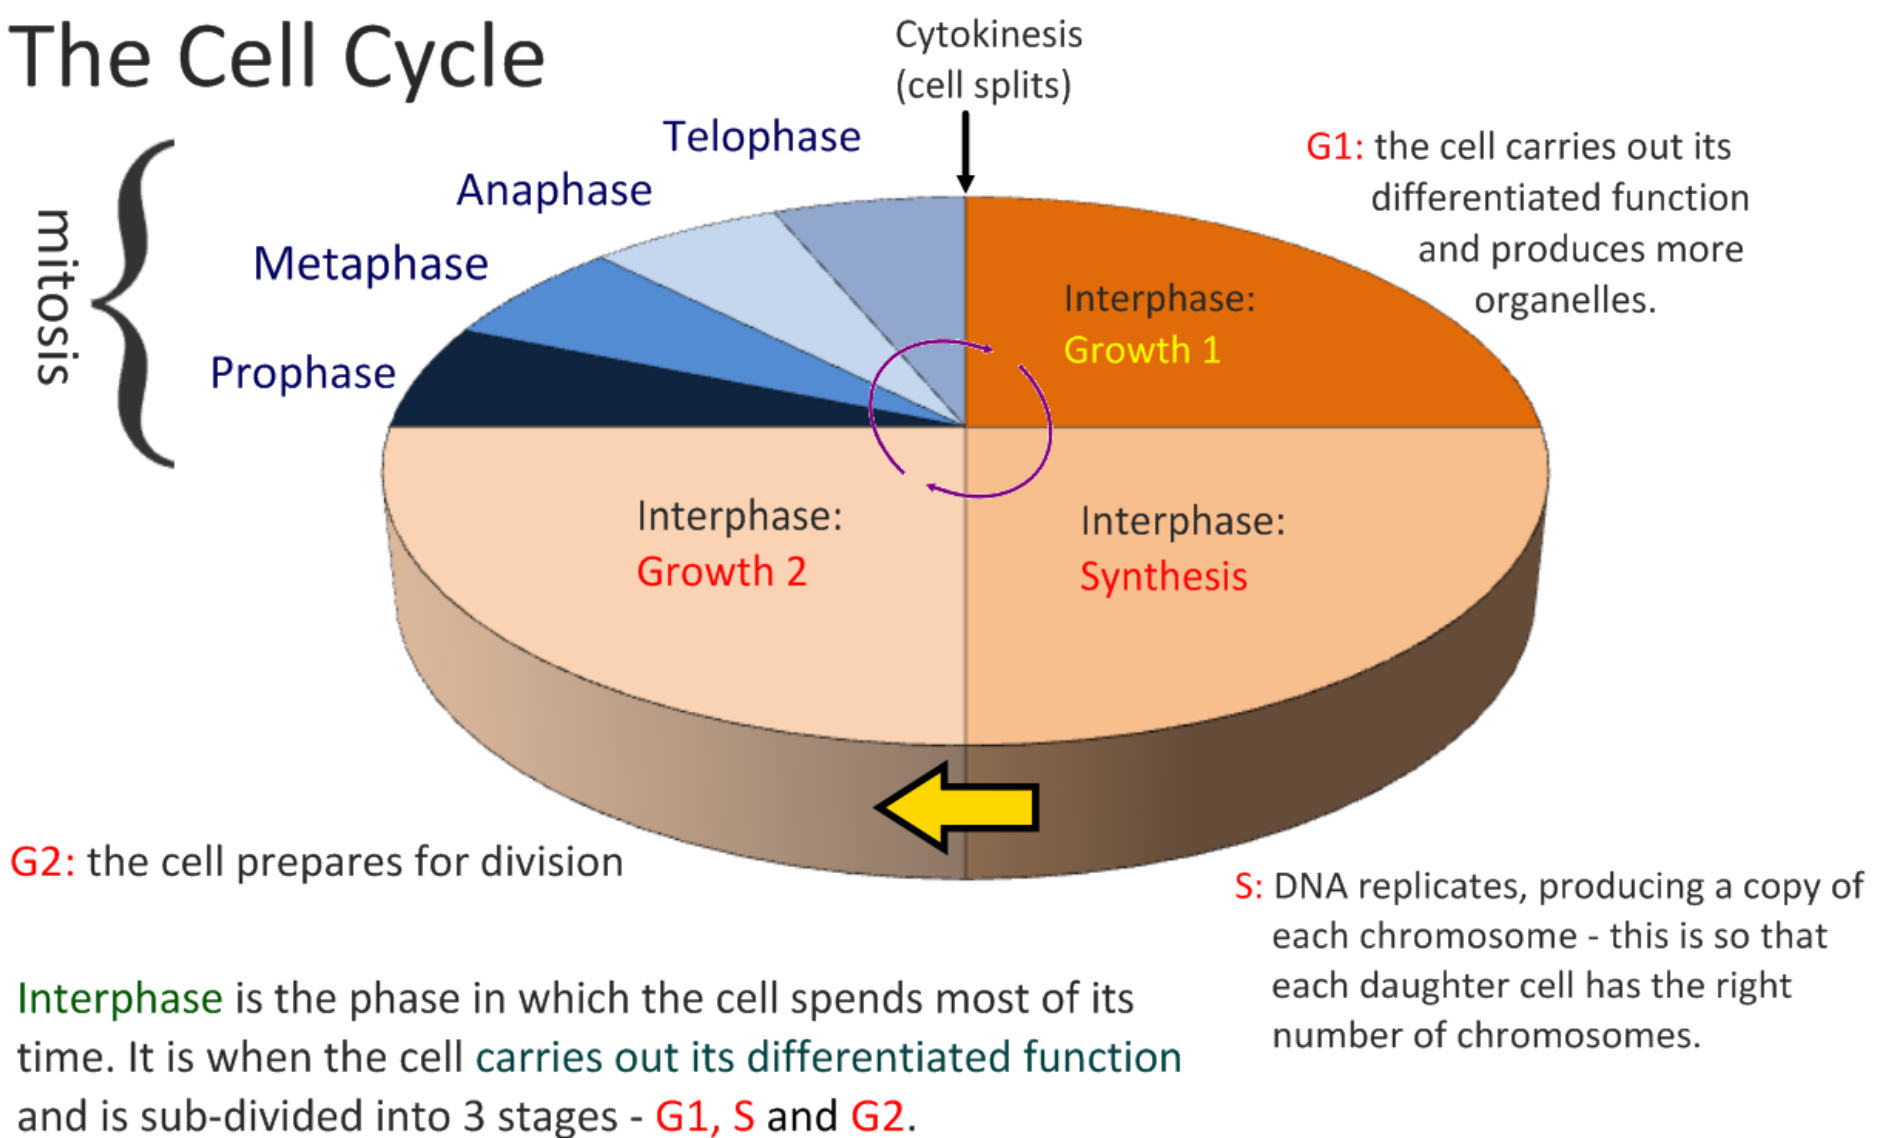 The Cell Cycle
Cytokinesis
(cell splits)
Telophase
Anaphase
Metaphase
Prophase
mitosis
G1: the cell carries out its
differentiated function
and produces more
organelles.
Interphase:
Growth 1
Interphase:
Growth 2
Interphase:
Synthesis
G2: the cell prepares for division
S: DNA replicates, producing a copy of
each chromosome - this is so that
each daughter cell has the right
number of chromosomes.
Interphase is the phase in which the cell spends most of its
time. It is when the cell carries out its differentiated function
and is sub-divided into 3 stages - G1, S and G2.